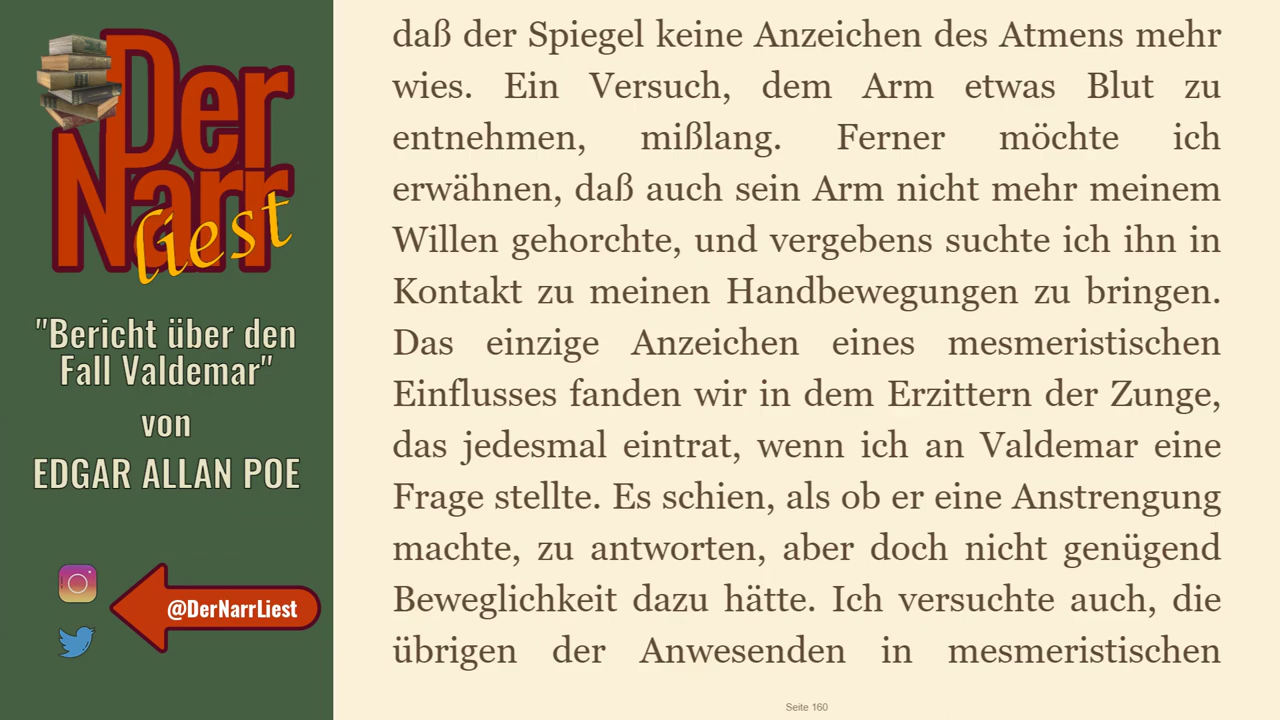 Der
Narr
liest
"Bericht über den
Fall Valdemar"
von
EDGAR ALLAN POE
@DerNarrLiest
daß der Spiegel keine Anzeichen des Atmens mehr
wies. Ein Versuch, dem Arm etwas Blut zu
entnehmen, mißlang. Ferner möchte ich
erwähnen, daß auch sein Arm nicht mehr meinem
Willen gehorchte, und vergebens suchte ich ihn in
Kontakt zu meinen Handbewegungen zu bringen.
Das einzige Anzeichen eines mesmeristischen
Einflusses fanden wir in dem Erzittern der Zunge,
das jedesmal eintrat, wenn ich an Valdemar eine
Frage stellte. Es schien, als ob er eine Anstrengung
machte, zu antworten, aber doch nicht genügend
Beweglichkeit dazu hätte. Ich versuchte auch, die
übrigen der Anwesenden in mesmeristischen
Seite 160